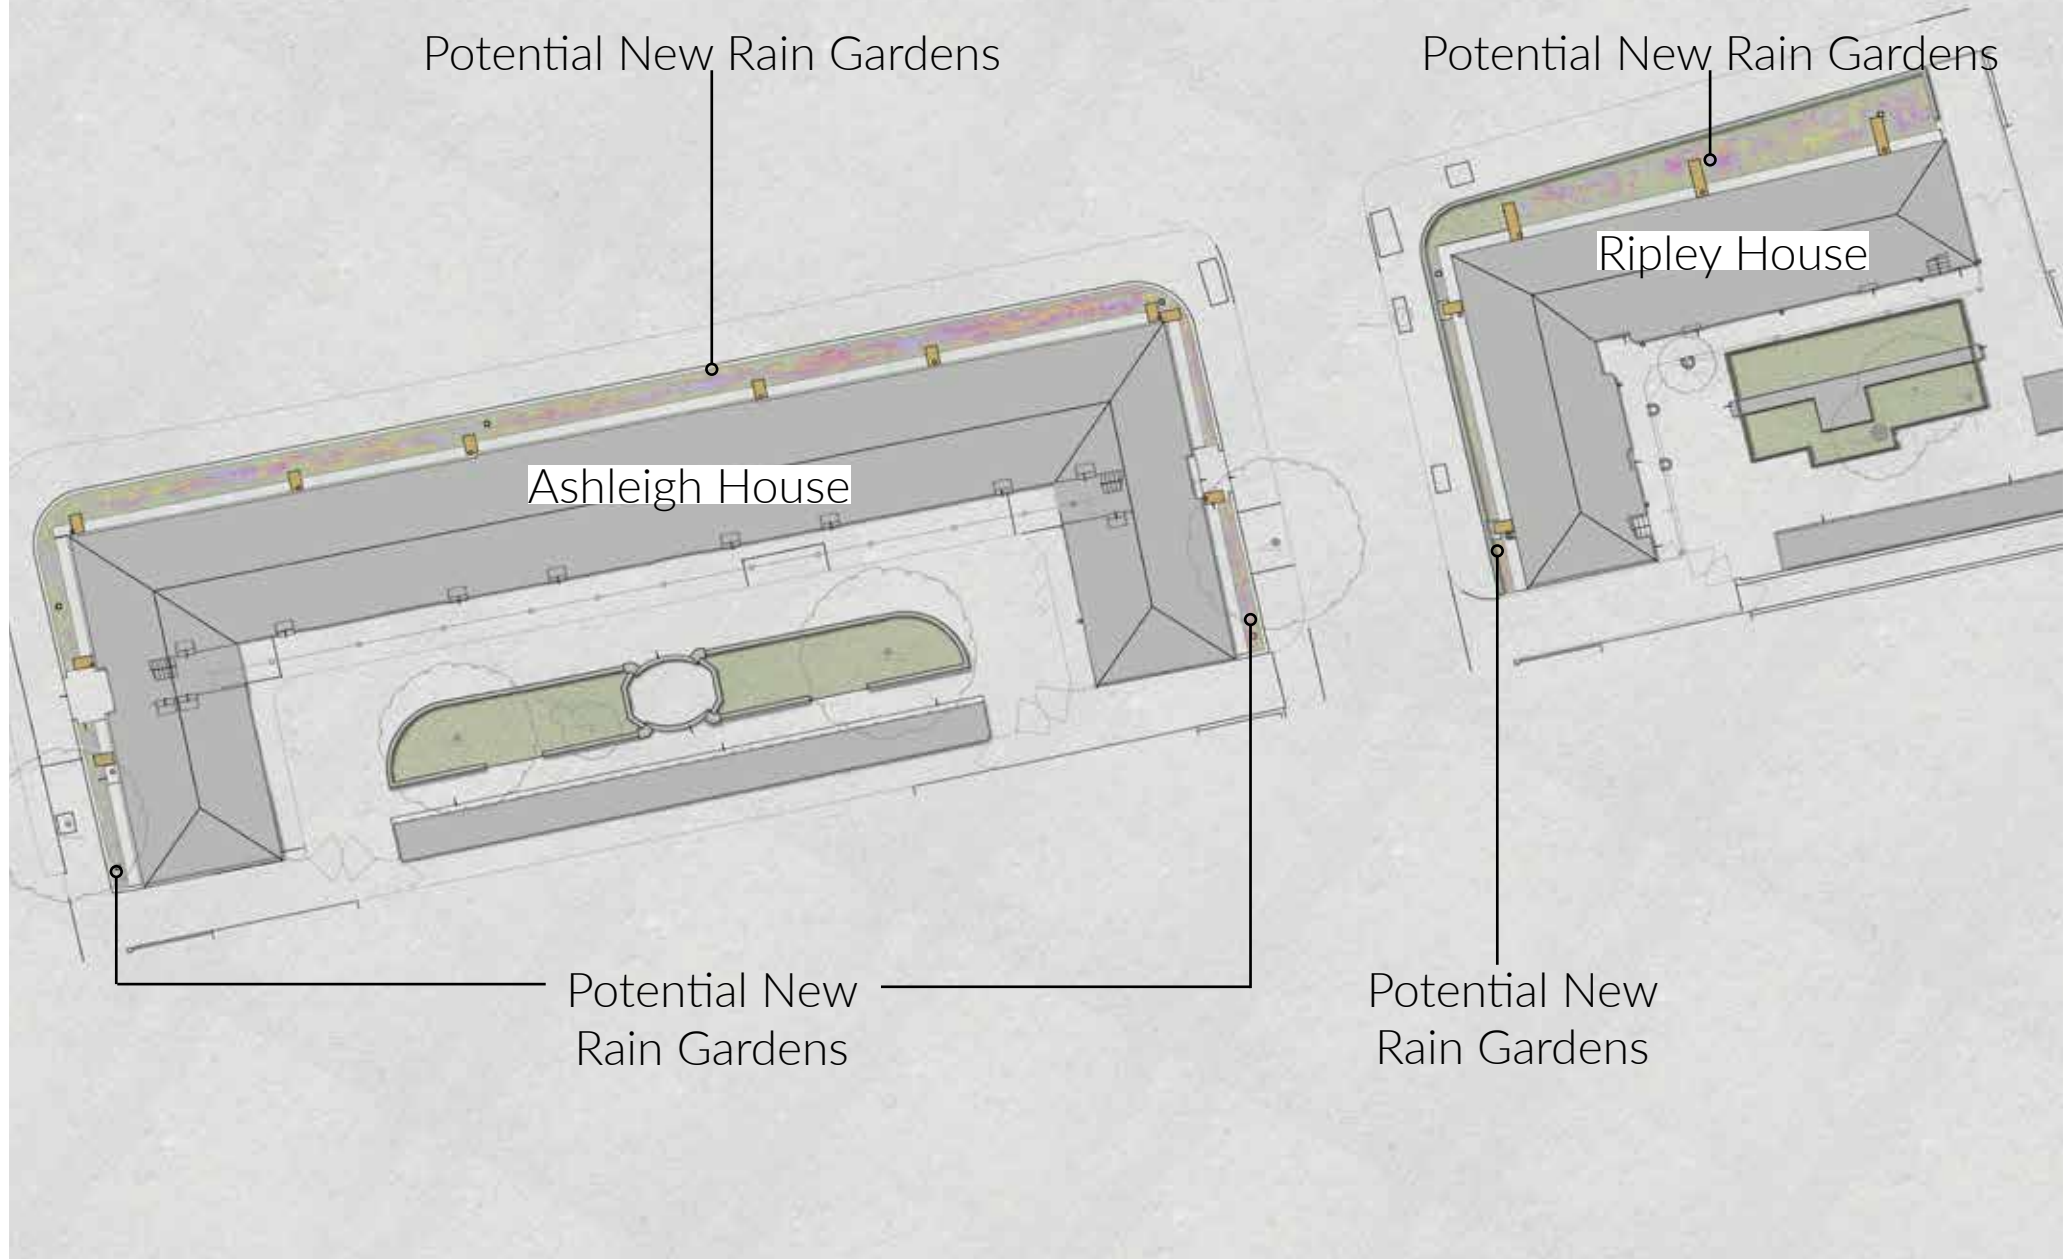 Potential New Rain Gardens
Potential New Rain Gardens
Ripley House
Ashleigh House
Potential New
Rain Gardens
Potential New
Rain Gardens